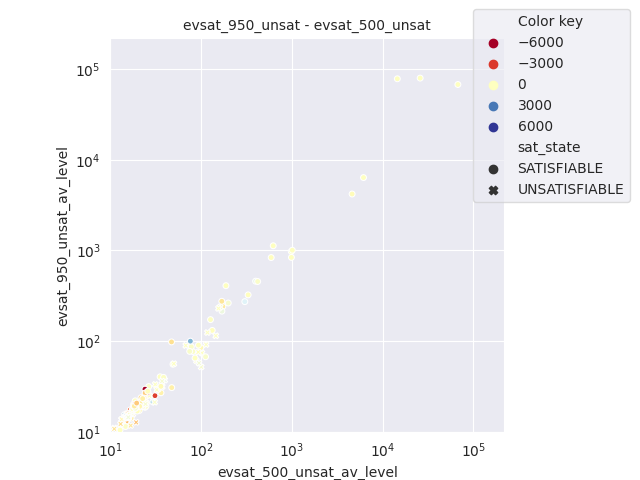 evsat_950_unsat - evsat_500_unsat
Color key
−6000
−3000
0
3000
6000
sat_state
SATISFIABLE
UNSATISFIABLE
evsat_950_unsat_av_level
10⁵
10⁴
10³
10²
10¹
10¹ 10² 10³ 10⁴ 10⁵
evsat_500_unsat_av_level